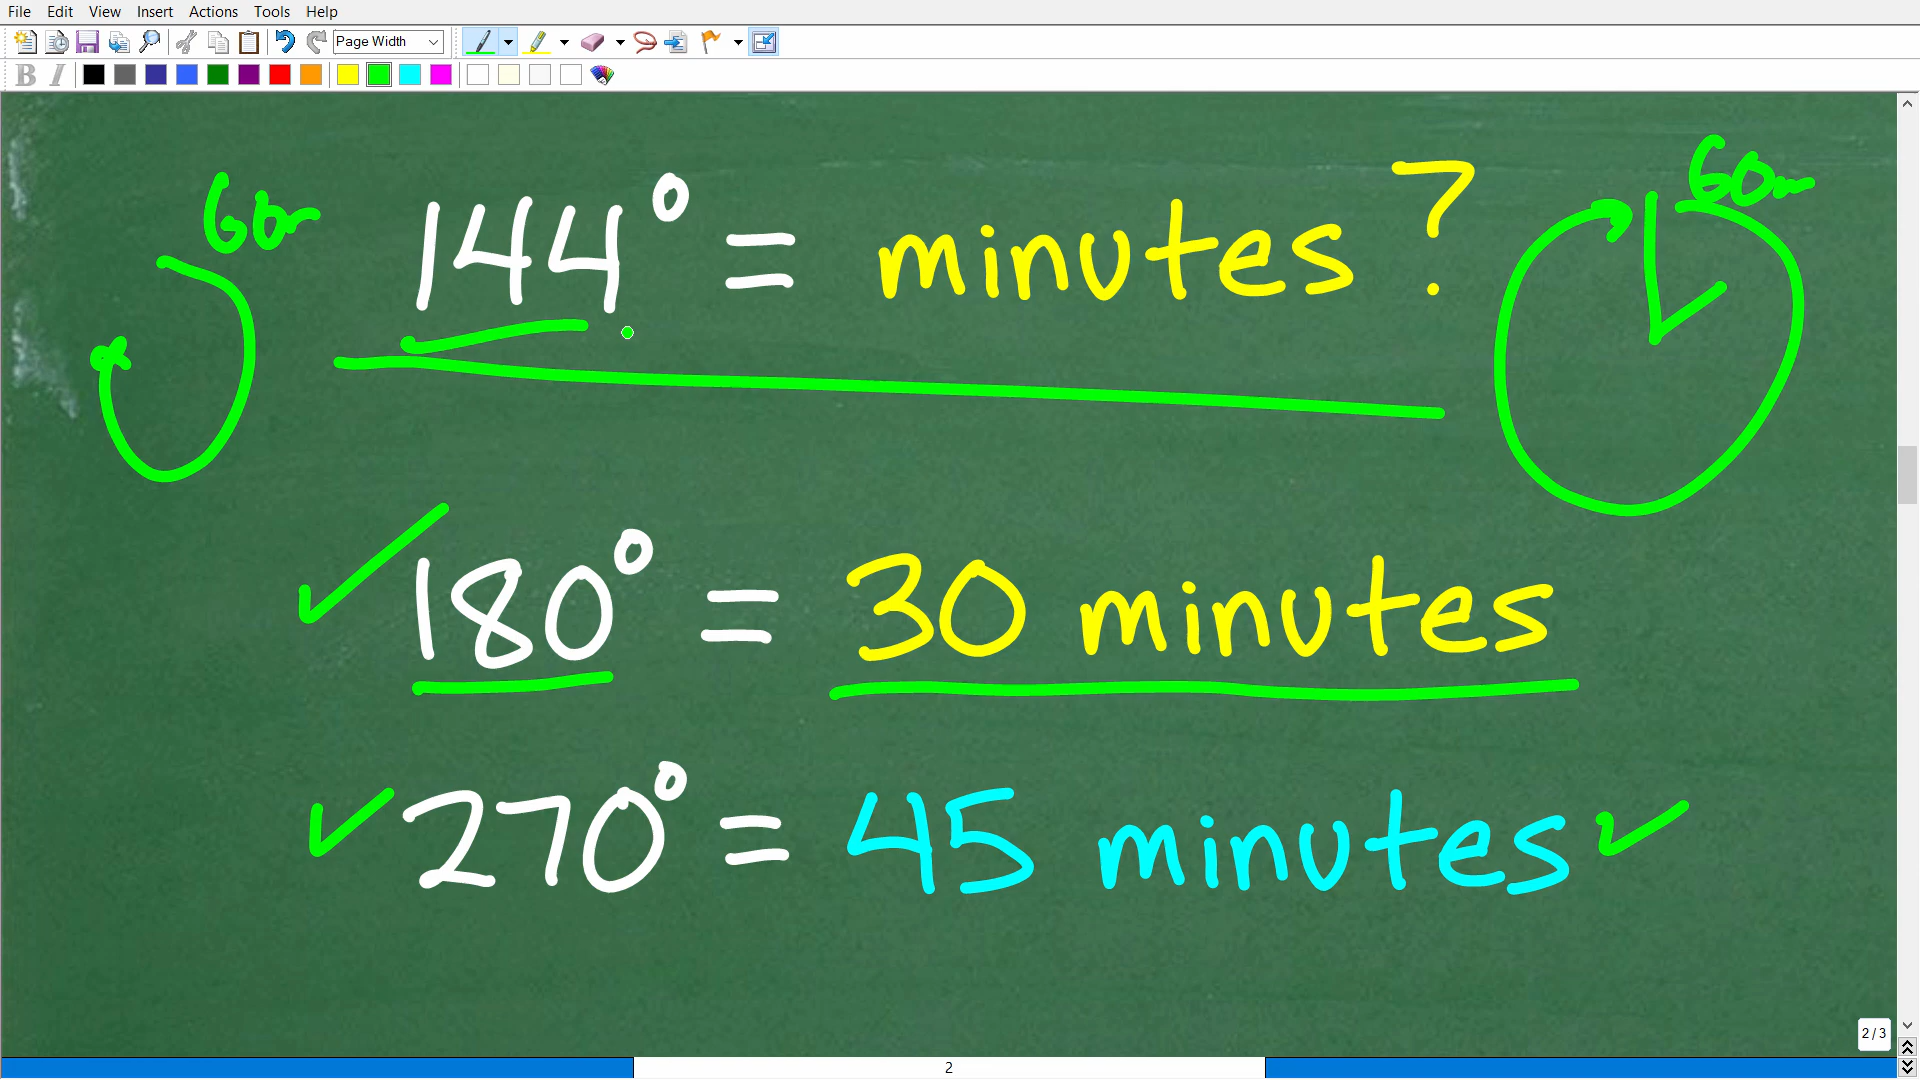 File Edit View Insert Actions Tools Help
Page Width
B I
60m
144° = minutes ?
60m
180° = 30 minutes
270° = 45 minutes
2 / 3
2